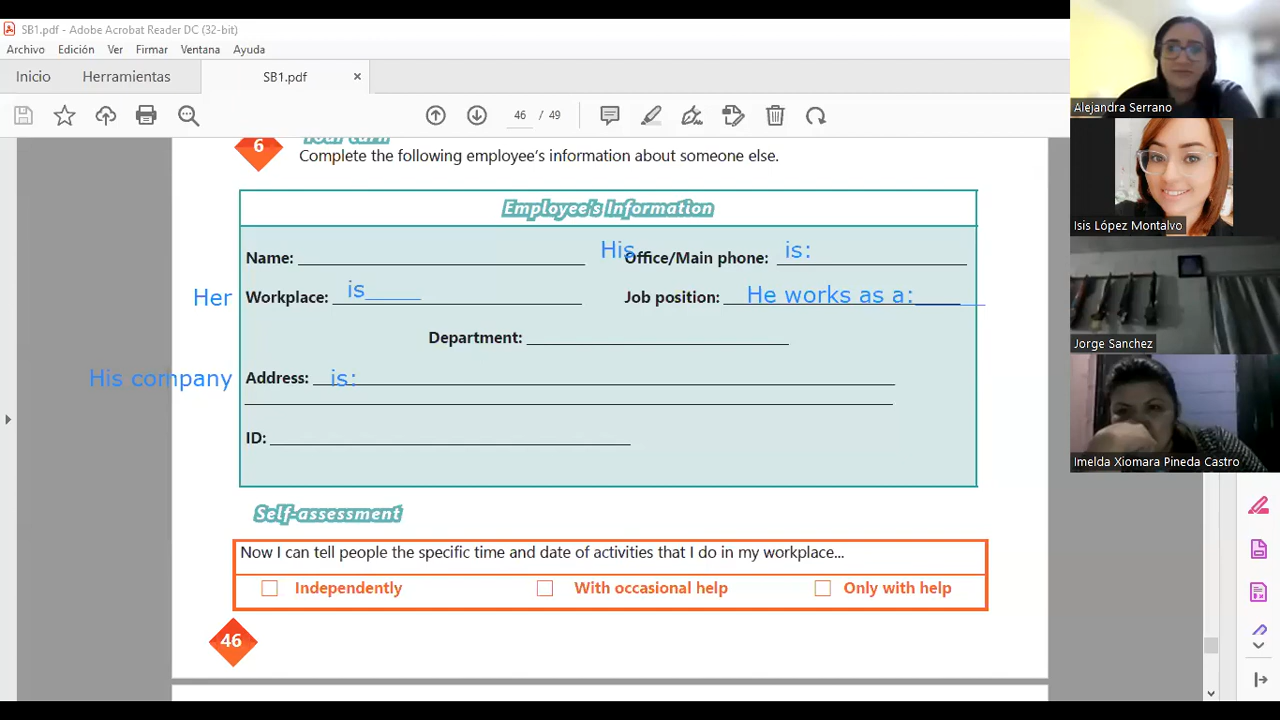 SB1.pdf - Adobe Acrobat Reader DC (32-bit)
Archivo Edición Ver Firmar Ventana Ayuda
Inicio Herramientas SB1.pdf ×
46 / 49
6 Your turn
Complete the following employee's information about someone else.
Employee's Information
Name: His Office/Main phone: is:
Her Workplace: is_____ Job position: He works as a:_____
Department:
His company Address: is:
ID:
Self-assessment
Now I can tell people the specific time and date of activities that I do in my workplace...
Independently With occasional help Only with help
46
Alejandra Serrano
Isis López Montalvo
Jorge Sanchez
Imelda Xiomara Pineda Castro